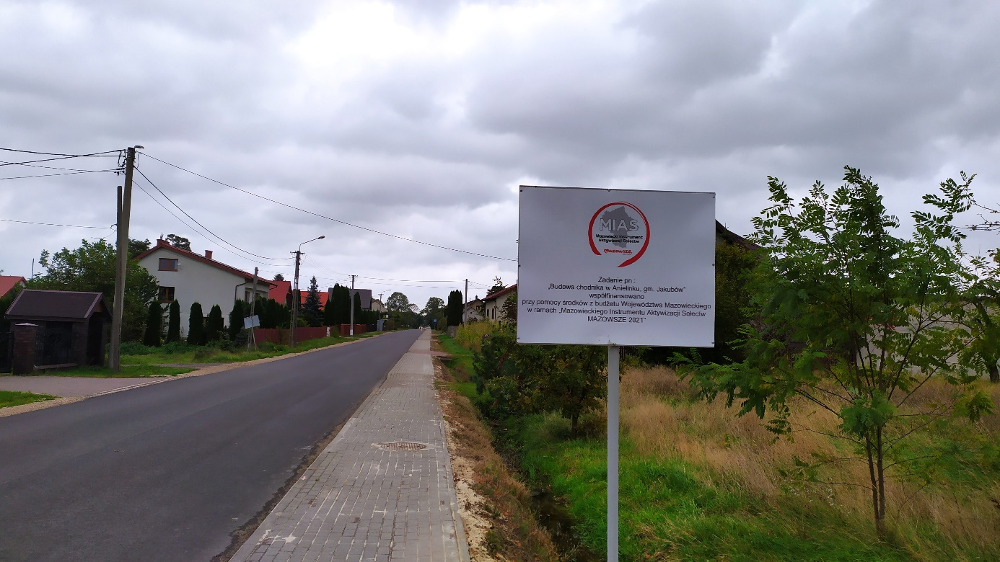 MIAS
Mazowiecki Instrument
Aktywizacji Sołectw
Mazowsze.
Zadanie pn.:
„Budowa chodnika w Anielinku, gm. Jakubów"
współfinansowano
przy pomocy środków z budżetu Województwa Mazowieckiego
w ramach „Mazowieckiego Instrumentu Aktywizacji Sołectw
MAZOWSZE 2021"